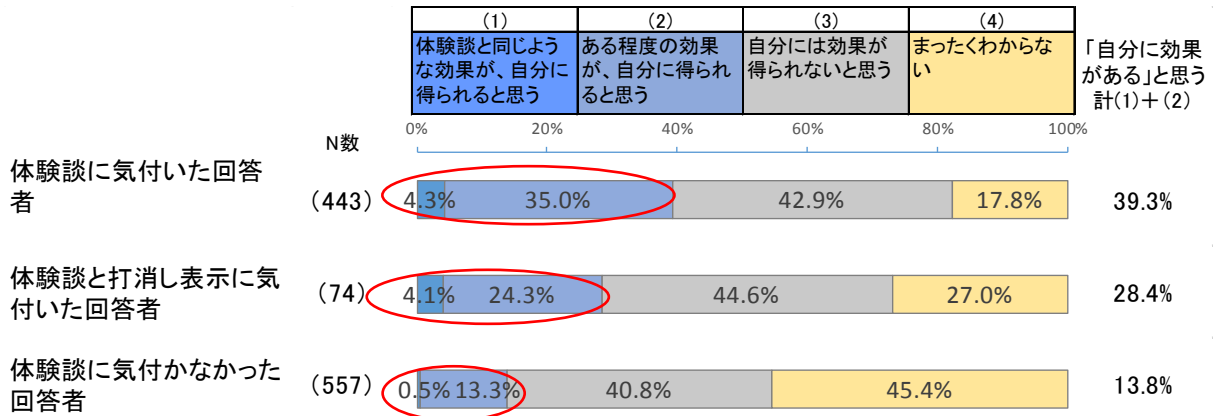 (1)
(2)
(3)
(4)
体験談と同じよう
な効果が、自分に
得られると思う
ある程度の効果
が、自分に得られ
ると思う
自分には効果が
得られないと思う
まったくわからな
い
「自分に効果
がある」と思う
計(1)+(2)
N数
0%
20%
40%
60%
80%
100%
体験談に気付いた回答
者
(443)
4.3%
35.0%
42.9%
17.8%
39.3%
体験談と打消し表示に気
付いた回答者
(74)
4.1%
24.3%
44.6%
27.0%
28.4%
体験談に気付かなかった
回答者
(557)
0.5%
13.3%
40.8%
45.4%
13.8%